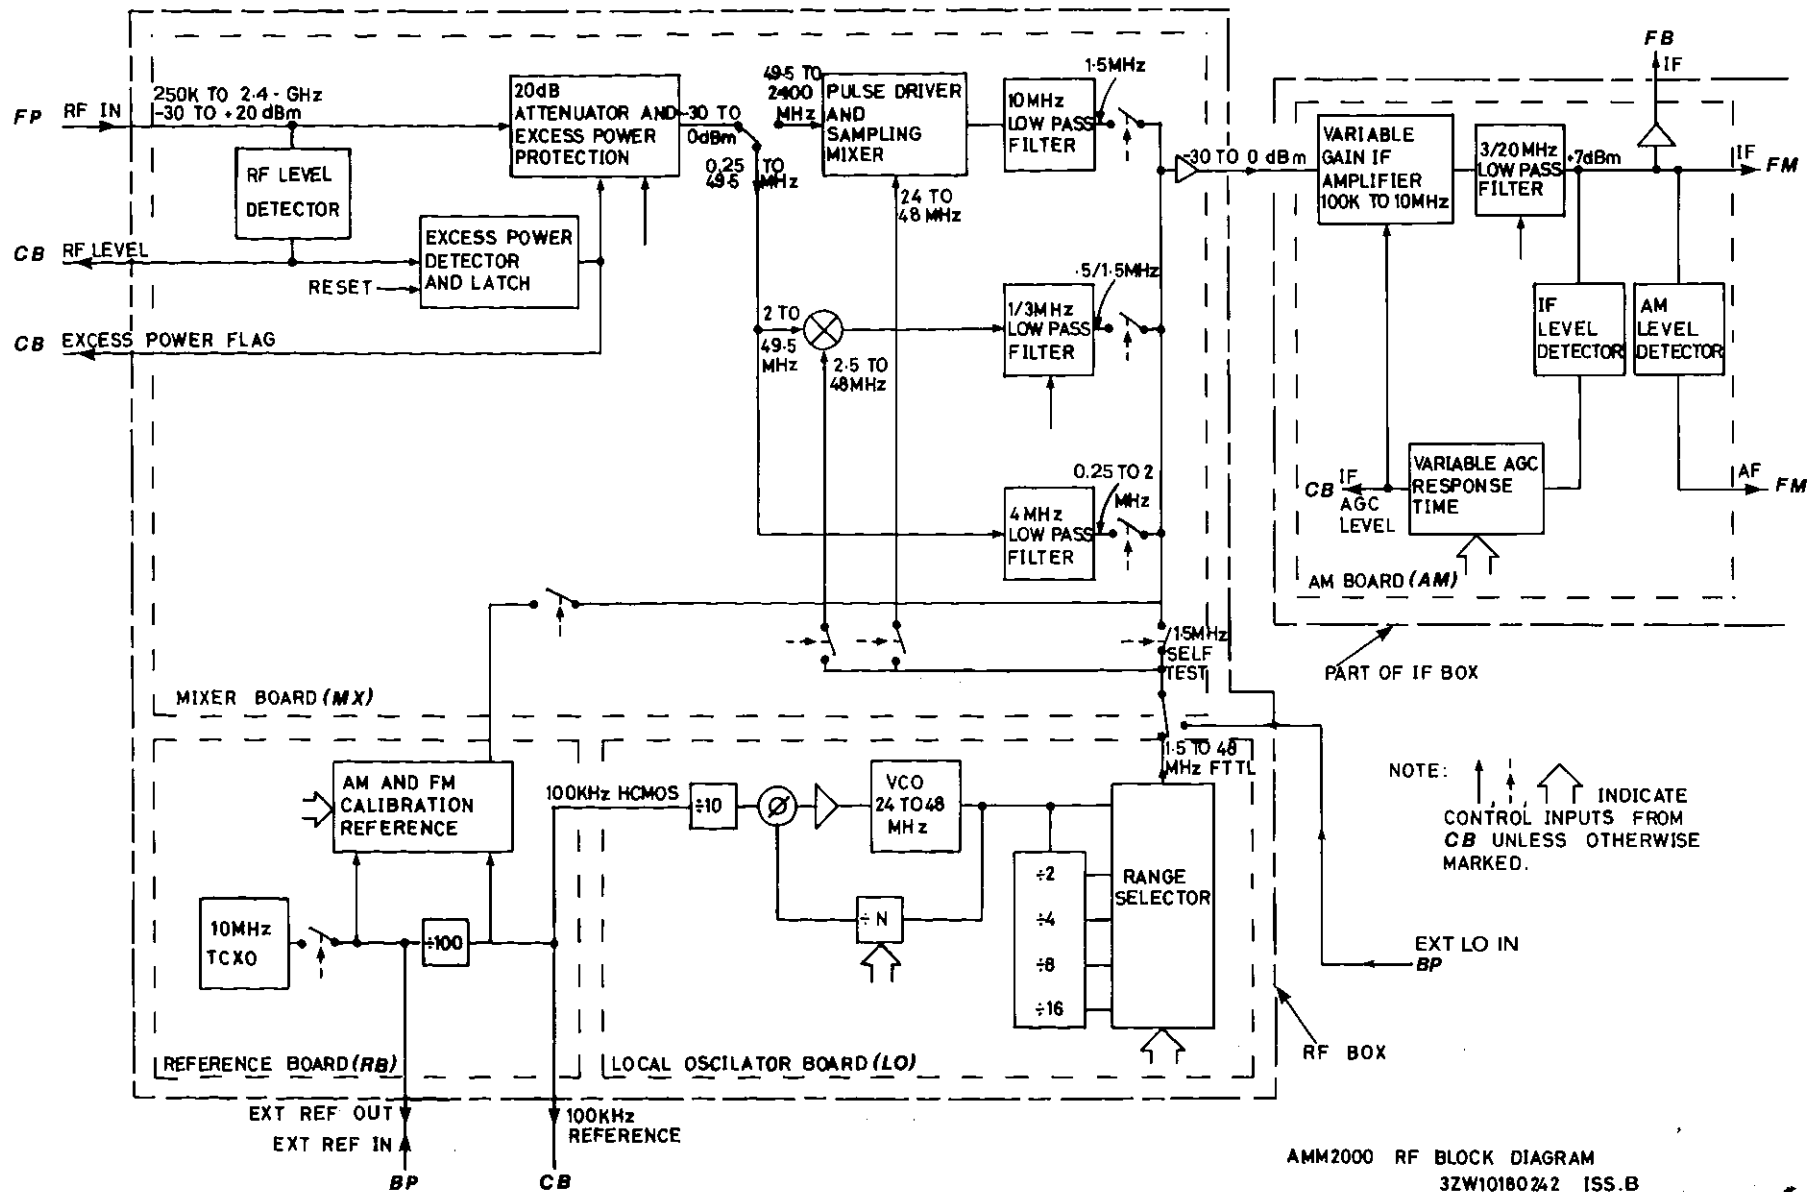 FP RF IN
250K TO 2.4 - GHz
-30 TO +20 dBm
RF LEVEL
DETECTOR
CB RF LEVEL
RESET
CB EXCESS POWER FLAG
20dB
ATTENUATOR AND
EXCESS POWER
PROTECTION
EXCESS POWER
DETECTOR
AND LATCH
-30 TO
0dBm
0.25 TO
49.5 MHz
49.5 TO
2400
MHz
PULSE DRIVER
AND
SAMPLING
MIXER
24 TO
48 MHz
10MHz
LOW PASS
FILTER
1.5MHz
2 TO
49.5
MHz
2.5 TO
48MHz
1/3MHz
LOW PASS
FILTER
.5/1.5MHz
4MHz
LOW PASS
FILTER
0.25 TO 2
MHz
1.5MHz
SELF
TEST
MIXER BOARD (MX)
-30 TO 0 dBm
VARIABLE
GAIN IF
AMPLIFIER
100K TO 10MHz
3/20MHz
LOW PASS
FILTER
+7dBm
FB
IF
IF
FM
IF
LEVEL
DETECTOR
AM
LEVEL
DETECTOR
VARIABLE AGC
RESPONSE
TIME
CB IF
AGC
LEVEL
AF
FM
AM BOARD (AM)
PART OF IF BOX
AM AND FM
CALIBRATION
REFERENCE
10MHz
TCXO
÷100
REFERENCE BOARD (RB)
100KHz HCMOS
÷10
Ø
VCO
24 TO 48
MHz
÷ N
÷2
÷4
÷8
÷16
RANGE
SELECTOR
1.5 TO 48
MHz FTTL
LOCAL OSCILATOR BOARD (LO)
NOTE: , , INDICATE
CONTROL INPUTS FROM
CB UNLESS OTHERWISE
MARKED.
EXT LO IN
BP
RF BOX
EXT REF OUT
EXT REF IN
BP
100KHz
REFERENCE
CB
AMM2000 RF BLOCK DIAGRAM
3ZW10180242 ISS.B